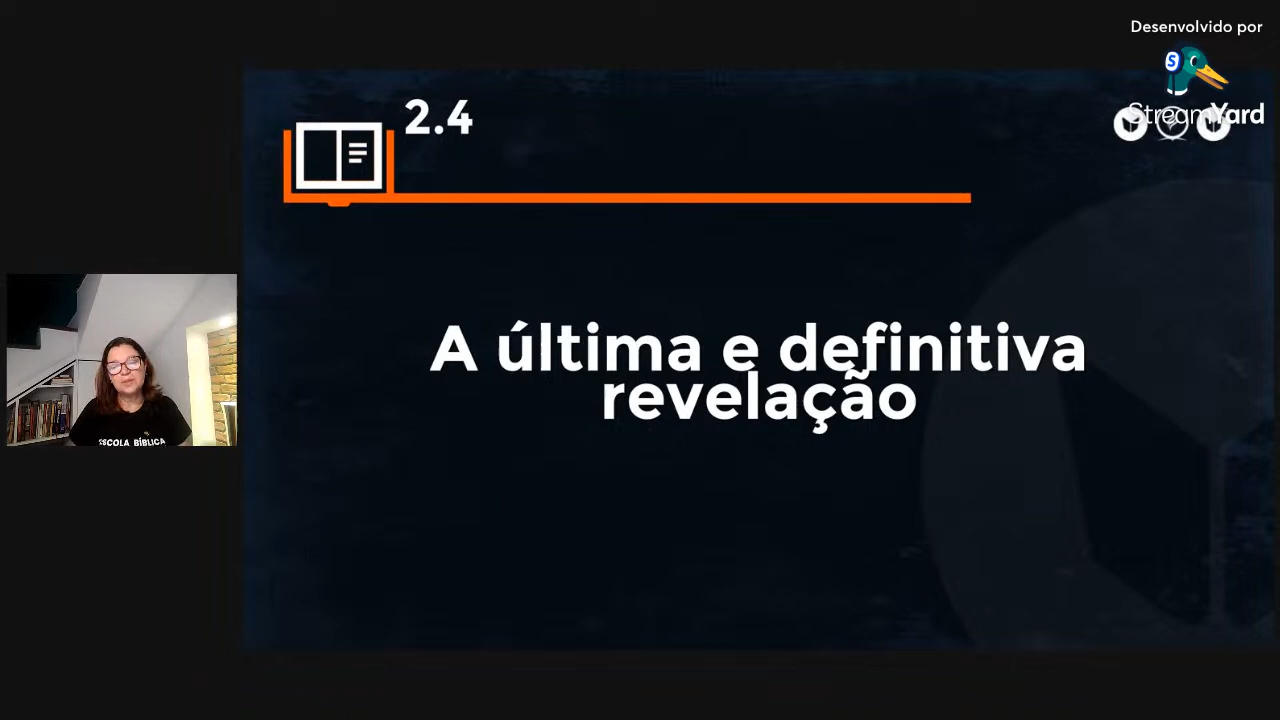 Desenvolvido por
StreamYard
2.4
A última e definitiva
revelação
ESCOLA BÍBLICA